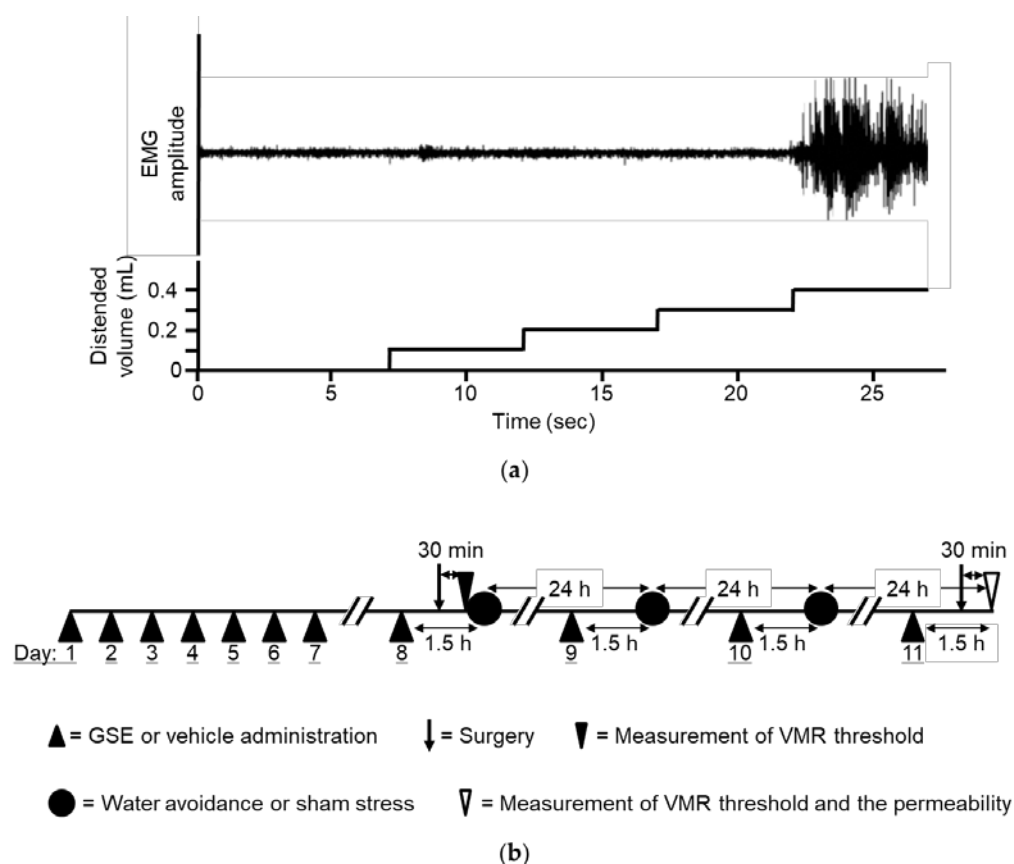 EMG
amplitude
Distended
volume (mL)
0.4
0.2
0
0 5 10 15 20 25
Time (sec)
(a)
30 min 30 min
24 h 24 h 24 h
1.5 h 1.5 h 1.5 h 1.5 h
Day: 1 2 3 4 5 6 7 8 9 10 11
= GSE or vehicle administration = Surgery = Measurement of VMR threshold
= Water avoidance or sham stress = Measurement of VMR threshold and the permeability
(b)